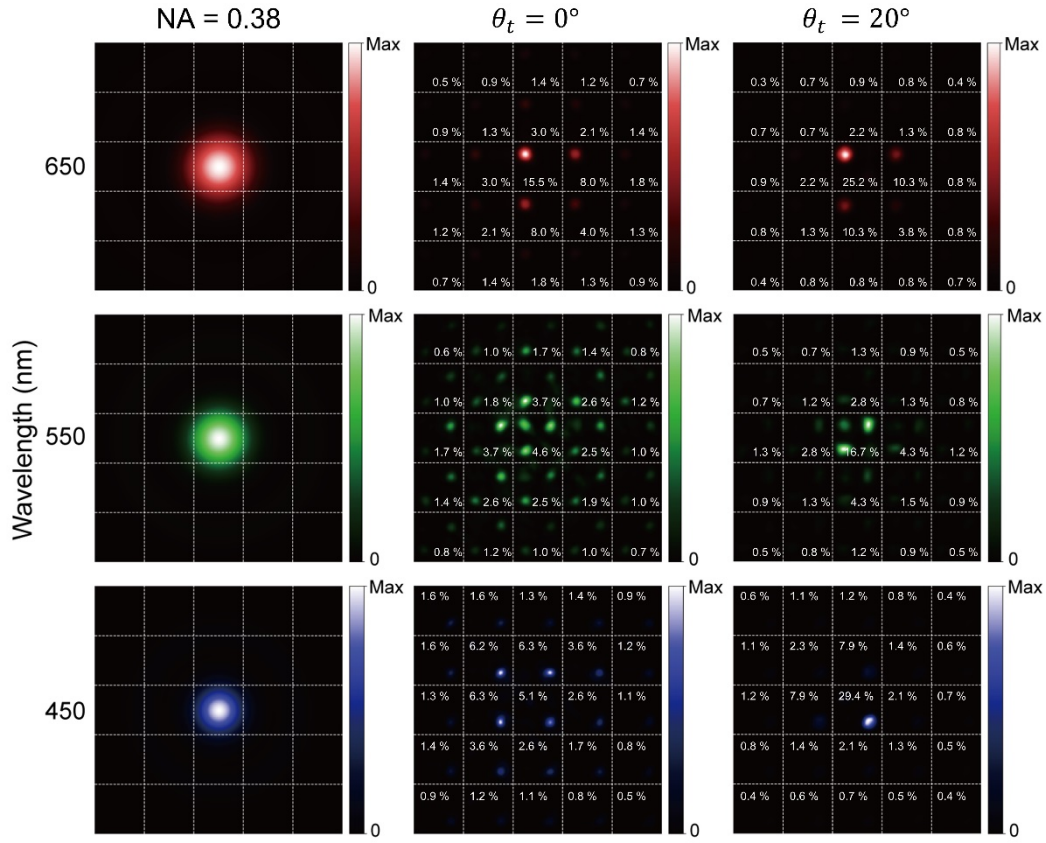 NA = 0.38
θt = 0°
θt = 20°
Wavelength (nm)
650
Max
0
0.5 % 0.9 % 1.4 % 1.2 % 0.7 %
0.9 % 1.3 % 3.0 % 2.1 % 1.4 %
1.4 % 3.0 % 15.5 % 8.0 % 1.8 %
1.2 % 2.1 % 8.0 % 4.0 % 1.3 %
0.7 % 1.4 % 1.8 % 1.3 % 0.9 %
Max
0
0.3 % 0.7 % 0.9 % 0.8 % 0.4 %
0.7 % 0.7 % 2.2 % 1.3 % 0.8 %
0.9 % 2.2 % 25.2 % 10.3 % 0.8 %
0.8 % 1.3 % 10.3 % 3.8 % 0.8 %
0.4 % 0.8 % 0.8 % 0.8 % 0.7 %
Max
0
550
Max
0
0.6 % 1.0 % 1.7 % 1.4 % 0.8 %
1.0 % 1.8 % 3.7 % 2.6 % 1.2 %
1.7 % 3.7 % 4.6 % 2.5 % 1.0 %
1.4 % 2.6 % 2.5 % 1.9 % 1.0 %
0.8 % 1.2 % 1.0 % 1.0 % 0.7 %
Max
0
0.5 % 0.7 % 1.3 % 0.9 % 0.5 %
0.7 % 1.2 % 2.8 % 1.3 % 0.8 %
1.3 % 2.8 % 16.7 % 4.3 % 1.2 %
0.9 % 1.3 % 4.3 % 1.5 % 0.9 %
0.5 % 0.8 % 1.2 % 0.9 % 0.5 %
Max
0
450
Max
0
1.6 % 1.6 % 1.3 % 1.4 % 0.9 %
1.6 % 6.2 % 6.3 % 3.6 % 1.2 %
1.3 % 6.3 % 5.1 % 2.6 % 1.1 %
1.4 % 3.6 % 2.6 % 1.7 % 0.8 %
0.9 % 1.2 % 1.1 % 0.8 % 0.5 %
Max
0
0.6 % 1.1 % 1.2 % 0.8 % 0.4 %
1.1 % 2.3 % 7.9 % 1.4 % 0.6 %
1.2 % 7.9 % 29.4 % 2.1 % 0.7 %
0.8 % 1.4 % 2.1 % 1.3 % 0.5 %
0.4 % 0.6 % 0.7 % 0.5 % 0.4 %
Max
0